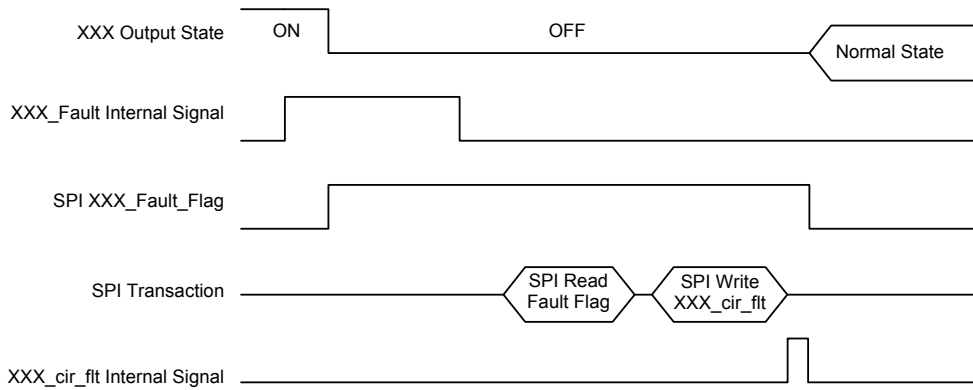 XXX Output State
ON
OFF
Normal State
XXX_Fault Internal Signal
SPI XXX_Fault_Flag
SPI Transaction
SPI Read
Fault Flag
SPI Write
XXX_cir_flt
XXX_cir_flt Internal Signal